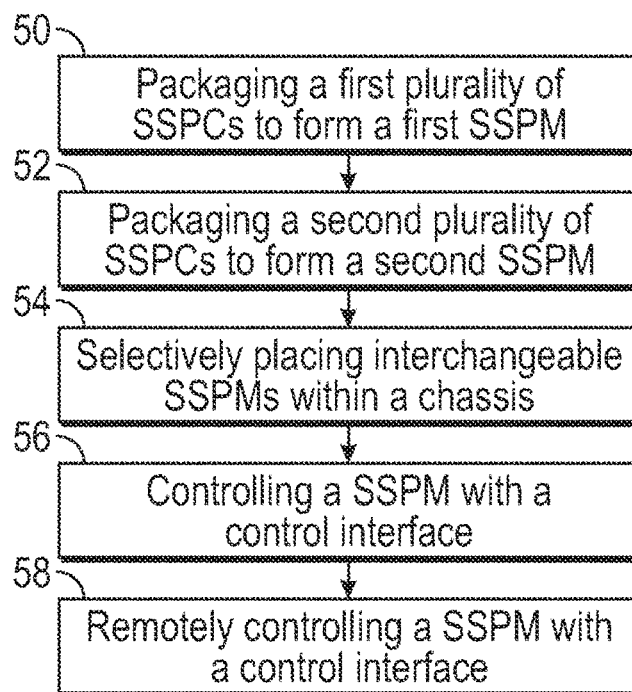 50
Packaging a first plurality of
SSPCs to form a first SSPM
52
Packaging a second plurality of
SSPCs to form a second SSPM
54
Selectively placing interchangeable
SSPMs within a chassis
56
Controlling a SSPM with a
control interface
58
Remotely controlling a SSPM with
a control interface